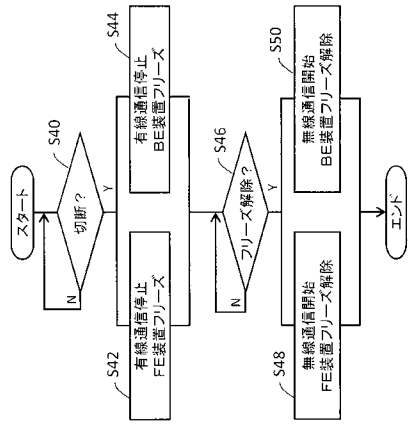 スタート
S40
切断？
N
Y
S42
有線通信停止
FE装置フリーズ
S44
有線通信停止
BE装置フリーズ
S46
フリーズ解除？
N
Y
S48
無線通信開始
FE装置フリーズ解除
S50
無線通信開始
BE装置フリーズ解除
エンド